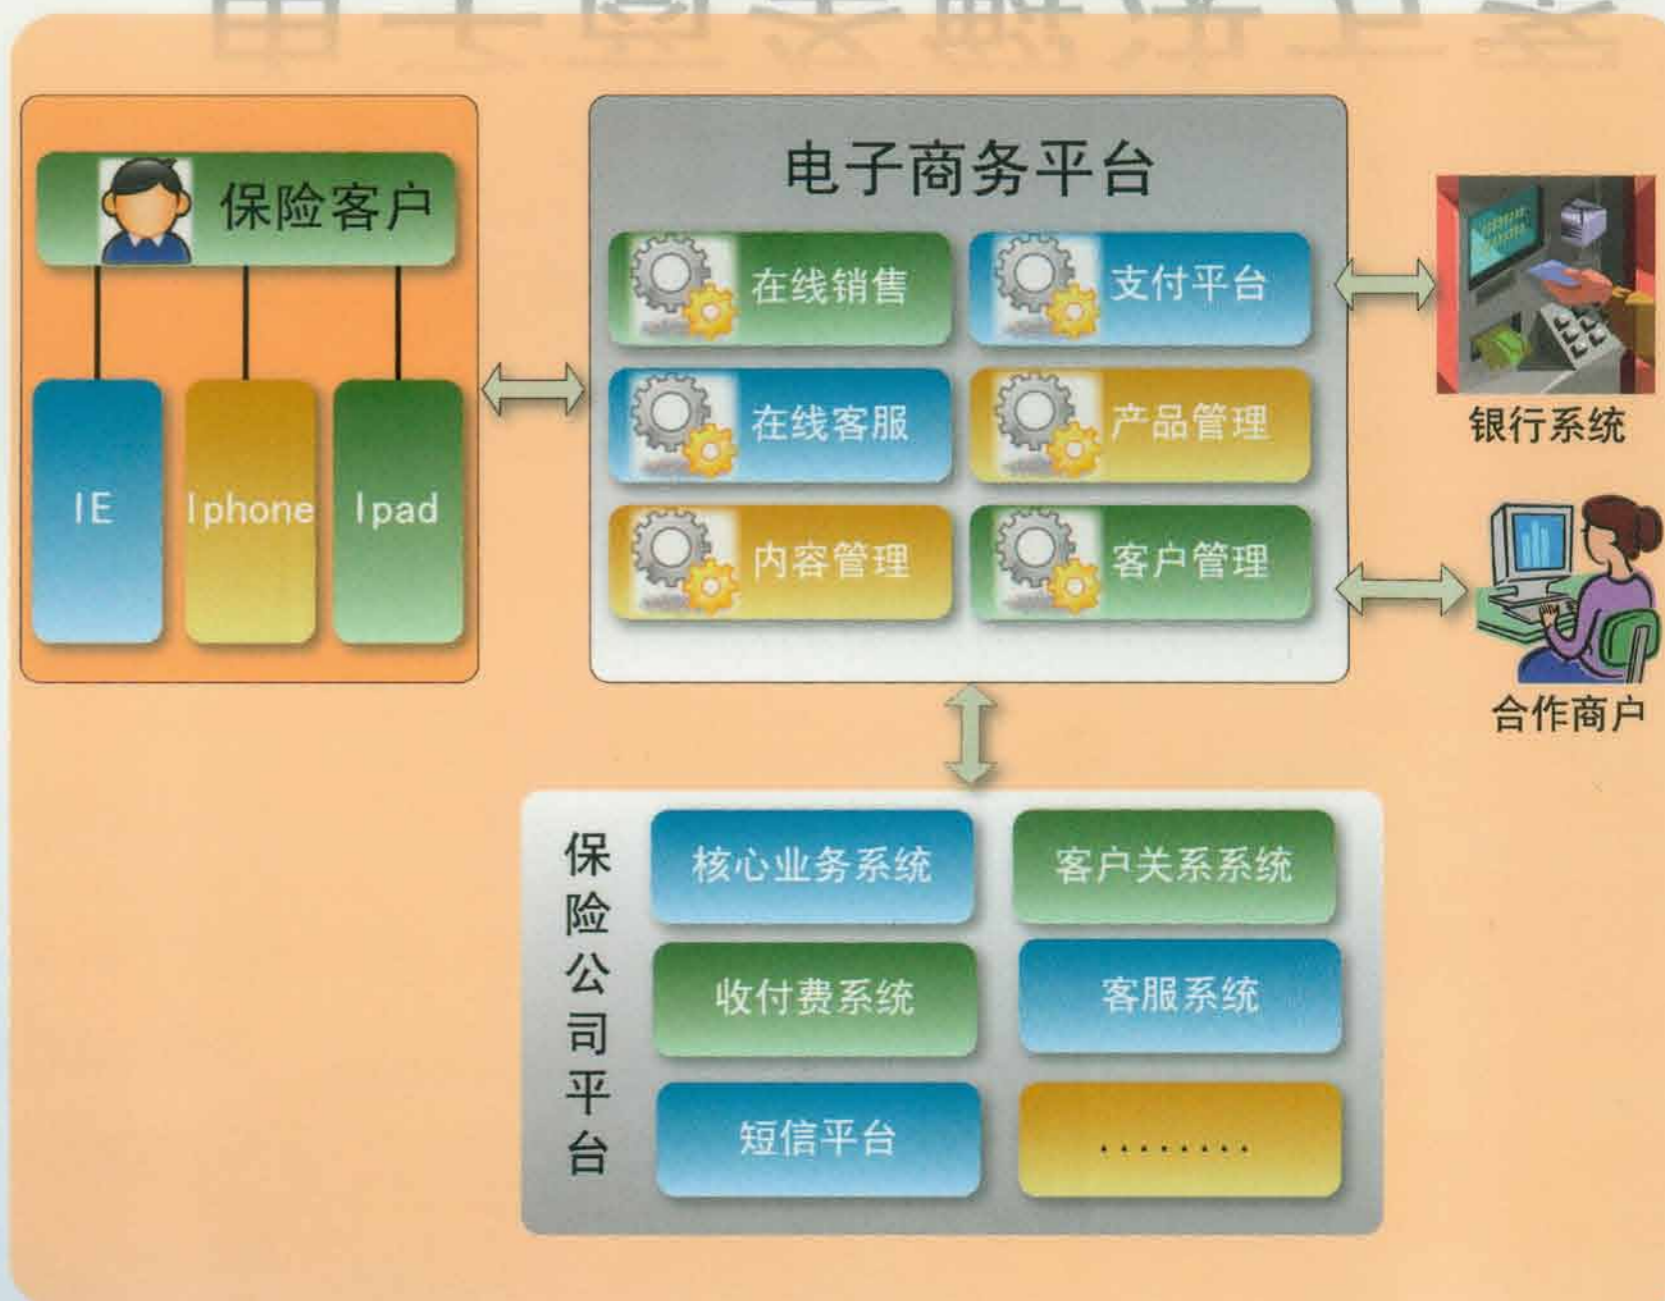 保险客户
IE
Iphone
Ipad
电子商务平台
在线销售
支付平台
在线客服
产品管理
内容管理
客户管理
银行系统
合作商户
保险公司平台
核心业务系统
客户关系系统
收付费系统
客服系统
短信平台
........